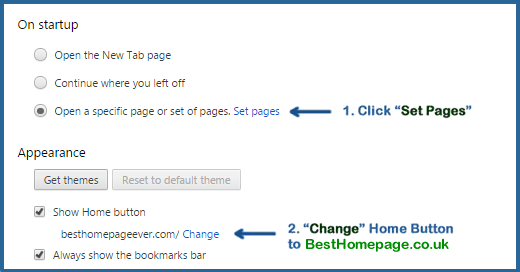 On startup
Open the New Tab page
Continue where you left off
Open a specific page or set of pages. Set pages
1. Click “Set Pages”
Appearance
Get themes Reset to default theme
Show Home button
besthomepageever.com/ Change
2. “Change” Home Button
to BestHomepage.co.uk
Always show the bookmarks bar